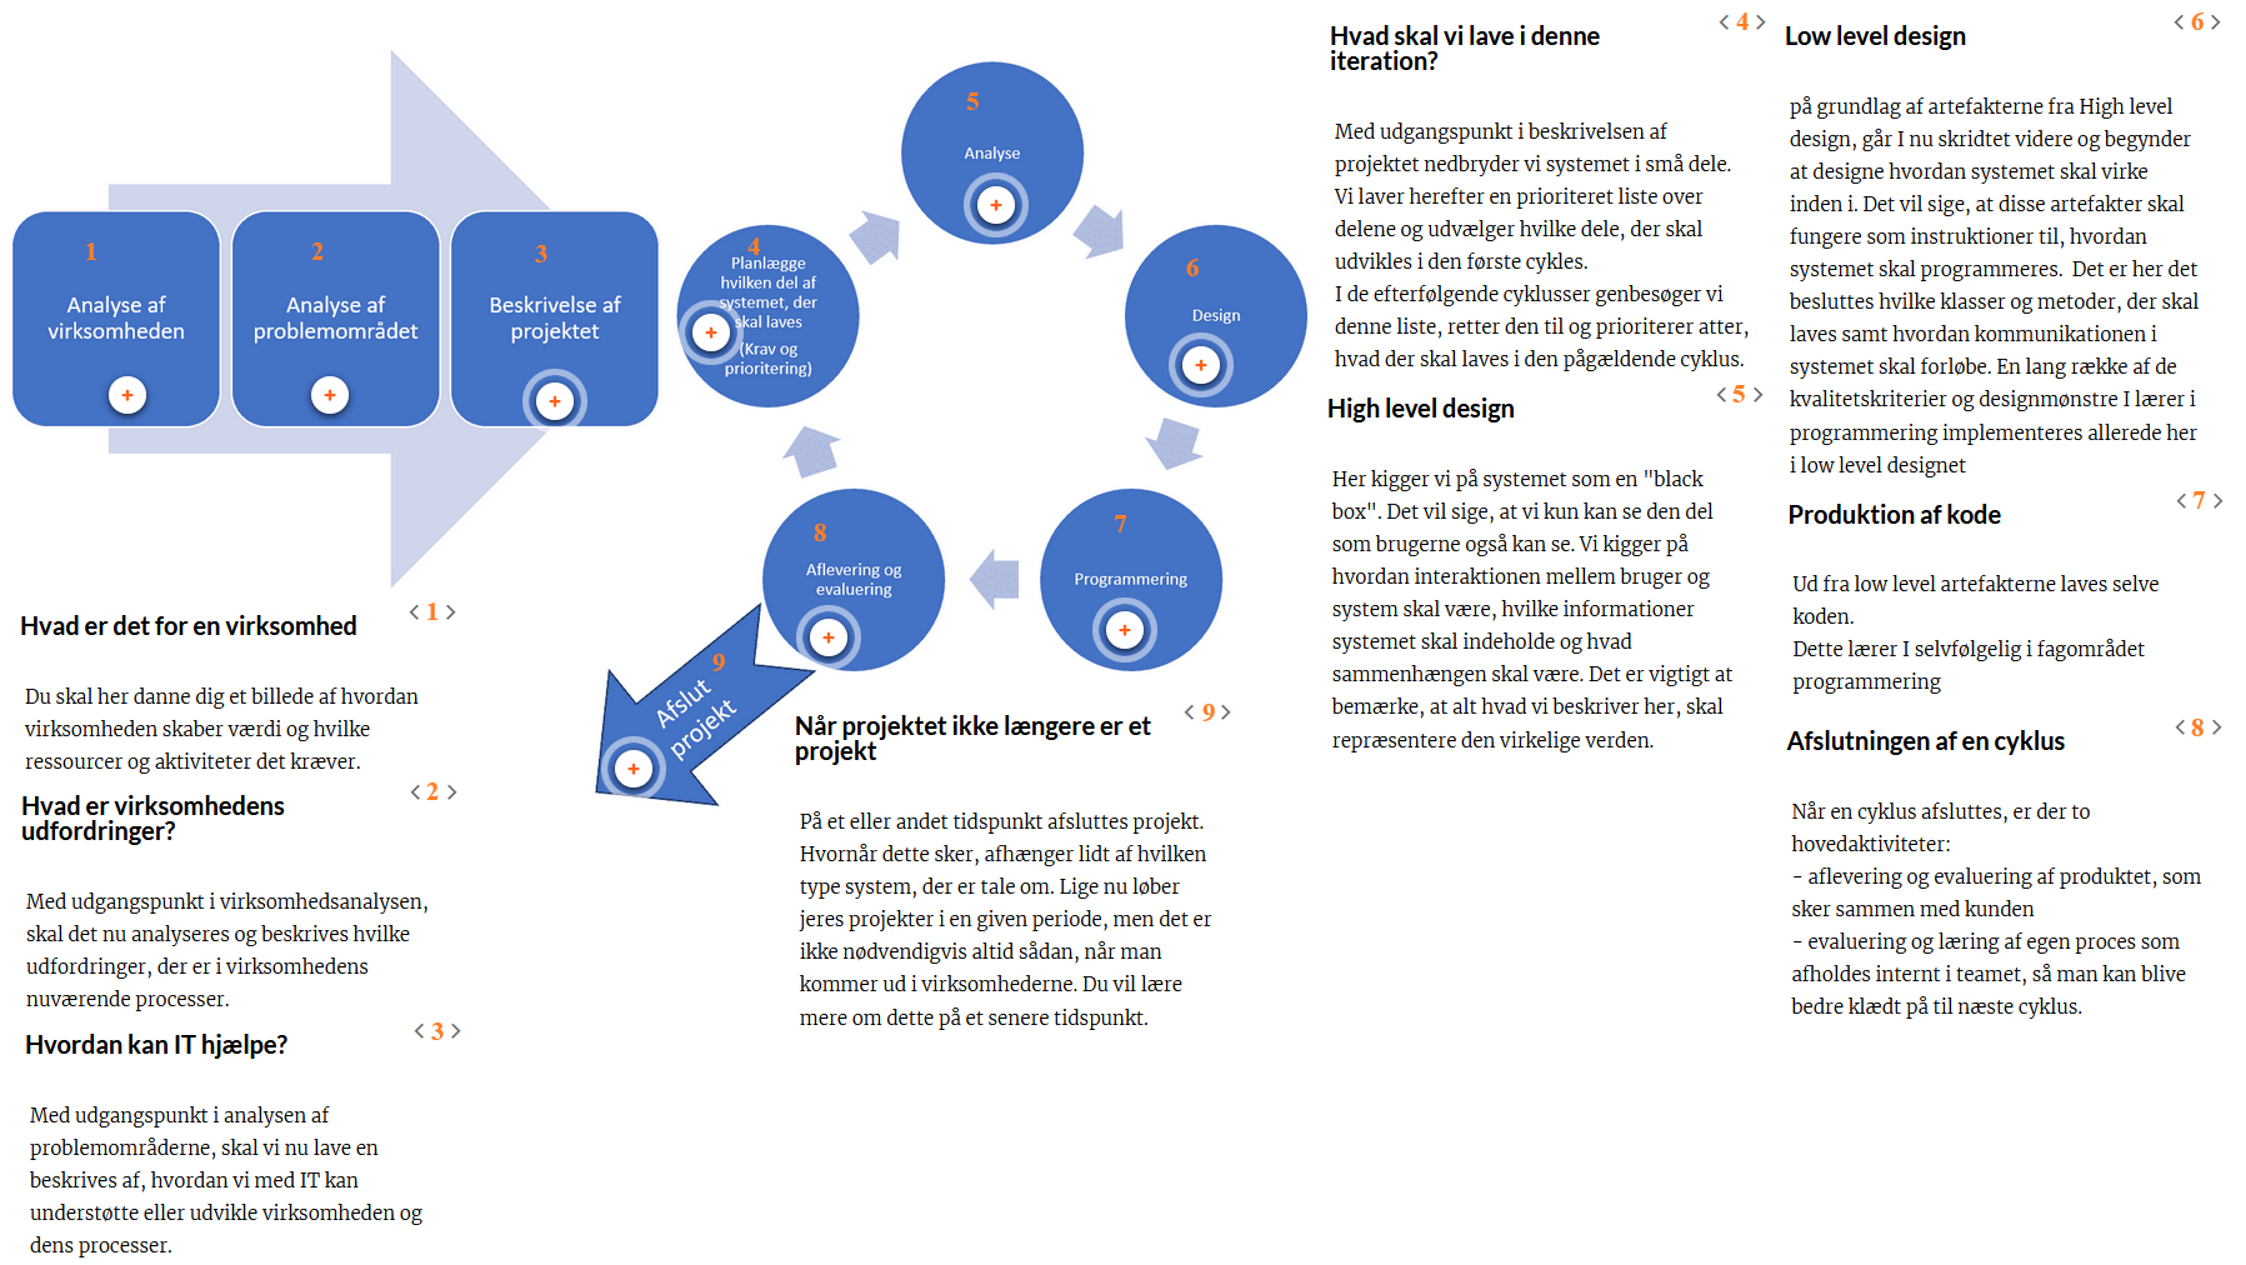 1
Analyse af
virksomheden
+
2
Analyse af
problemområdet
+
3
Beskrivelse af
projektet
+
4
Planlægge
hvilken del af
systemet, der
skal laves
(Krav og
prioritering)
+
5
Analyse
+
6
Design
+
7
Programmering
+
8
Aflevering og
evaluering
+
9
Afslut
projekt
+
< 1 >
Hvad er det for en virksomhed
Du skal her danne dig et billede af hvordan
virksomheden skaber værdi og hvilke
ressourcer og aktiviteter det kræver.
< 2 >
Hvad er virksomhedens
udfordringer?
Med udgangspunkt i virksomhedsanalysen,
skal det nu analyseres og beskrives hvilke
udfordringer, der er i virksomhedens
nuværende processer.
< 3 >
Hvordan kan IT hjælpe?
Med udgangspunkt i analysen af
problemområderne, skal vi nu lave en
beskrives af, hvordan vi med IT kan
understøtte eller udvikle virksomheden og
dens processer.
< 9 >
Når projektet ikke længere er et
projekt
På et eller andet tidspunkt afsluttes projekt.
Hvornår dette sker, afhænger lidt af hvilken
type system, der er tale om. Lige nu løber
jeres projekter i en given periode, men det er
ikke nødvendigvis altid sådan, når man
kommer ud i virksomhederne. Du vil lære
mere om dette på et senere tidspunkt.
< 4 >
Hvad skal vi lave i denne
iteration?
Med udgangspunkt i beskrivelsen af
projektet nedbryder vi systemet i små dele.
Vi laver herefter en prioriteret liste over
delene og udvælger hvilke dele, der skal
udvikles i den første cykles.
I de efterfølgende cyklusser genbesøger vi
denne liste, retter den til og prioriterer atter,
hvad der skal laves i den pågældende cyklus.
< 5 >
High level design
Her kigger vi på systemet som en "black
box". Det vil sige, at vi kun kan se den del
som brugerne også kan se. Vi kigger på
hvordan interaktionen mellem bruger og
system skal være, hvilke informationer
systemet skal indeholde og hvad
sammenhængen skal være. Det er vigtigt at
bemærke, at alt hvad vi beskriver her, skal
repræsentere den virkelige verden.
< 6 >
Low level design
på grundlag af artefakterne fra High level
design, går I nu skridtet videre og begynder
at designe hvordan systemet skal virke
inden i. Det vil sige, at disse artefakter skal
fungere som instruktioner til, hvordan
systemet skal programmeres. Det er her det
besluttes hvilke klasser og metoder, der skal
laves samt hvordan kommunikationen i
systemet skal forløbe. En lang række af de
kvalitetskriterier og designmønstre I lærer i
programmering implementeres allerede her
i low level designet
< 7 >
Produktion af kode
Ud fra low level artefakterne laves selve
koden.
Dette lærer I selvfølgelig i fagområdet
programmering
< 8 >
Afslutningen af en cyklus
Når en cyklus afsluttes, er der to
hovedaktiviteter:
- aflevering og evaluering af produktet, som
sker sammen med kunden
- evaluering og læring af egen proces som
afholdes internt i teamet, så man kan blive
bedre klædt på til næste cyklus.